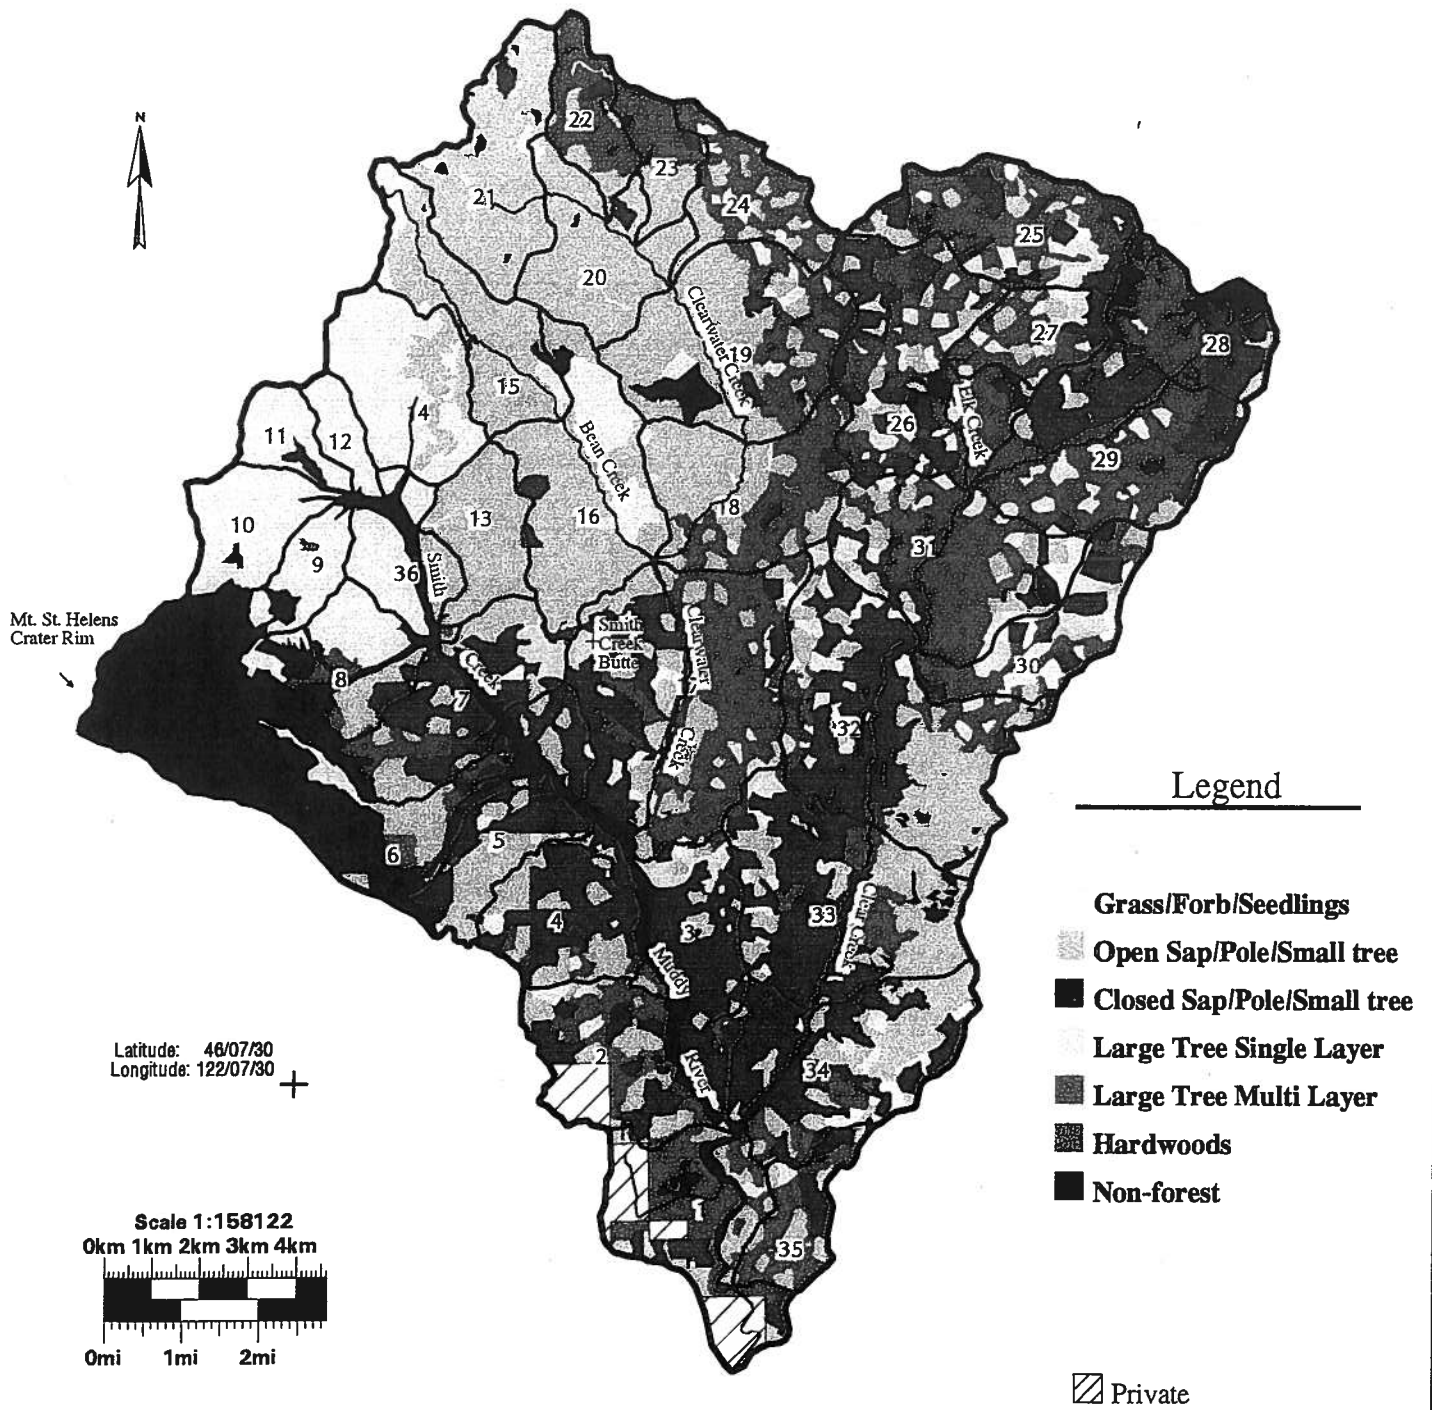 N
22
23
21
24
25
20
27
28
Clearwater Creek
19
15
14
26
Elk Creek
11
12
Bean Creek
29
10
13
16
18
31
9
36
Smith
Mt. St. Helens
Crater Rim
Smith
Creek
Butte
Clearwater
30
8
Creek
7
17
32
Creek
Legend
5
6
Grass/Forb/Seedlings
4
3
33
Clear Creek
Open Sap/Pole/Small tree
Muddy
Closed Sap/Pole/Small tree
Latitude: 46/07/30
Longitude: 122/07/30
2
River
34
Large Tree Single Layer
Large Tree Multi Layer
Hardwoods
Non-forest
1
35
Scale 1:158122
0km 1km 2km 3km 4km
0mi 1mi 2mi
Private